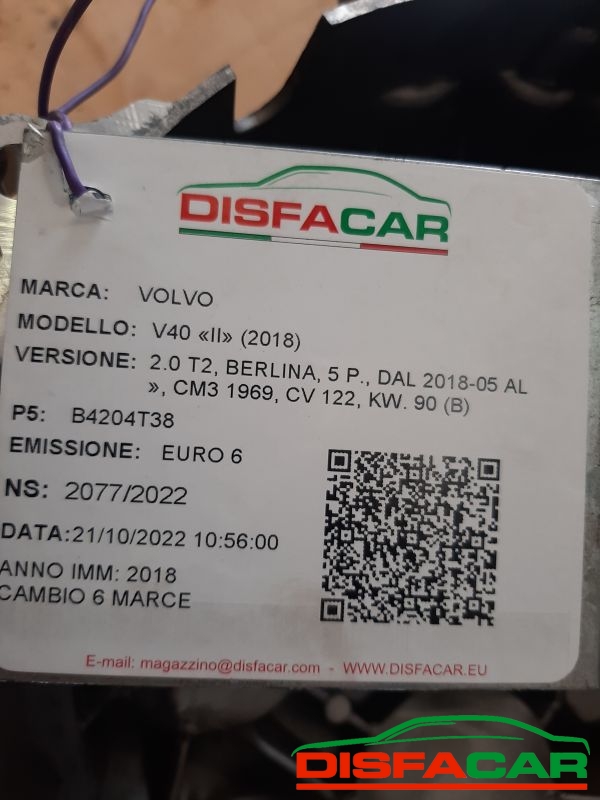 DISFACAR
MARCA: VOLVO
MODELLO: V40 «II» (2018)
VERSIONE: 2.0 T2, BERLINA, 5 P., DAL 2018-05 AL
», CM3 1969, CV 122, KW. 90 (B)
P5: B4204T38
EMISSIONE: EURO 6
NS: 2077/2022
DATA:21/10/2022 10:56:00
ANNO IMM: 2018
CAMBIO 6 MARCE
E-mail: magazzino@disfacar.com - WWW.DISFACAR.EU
DISFACAR